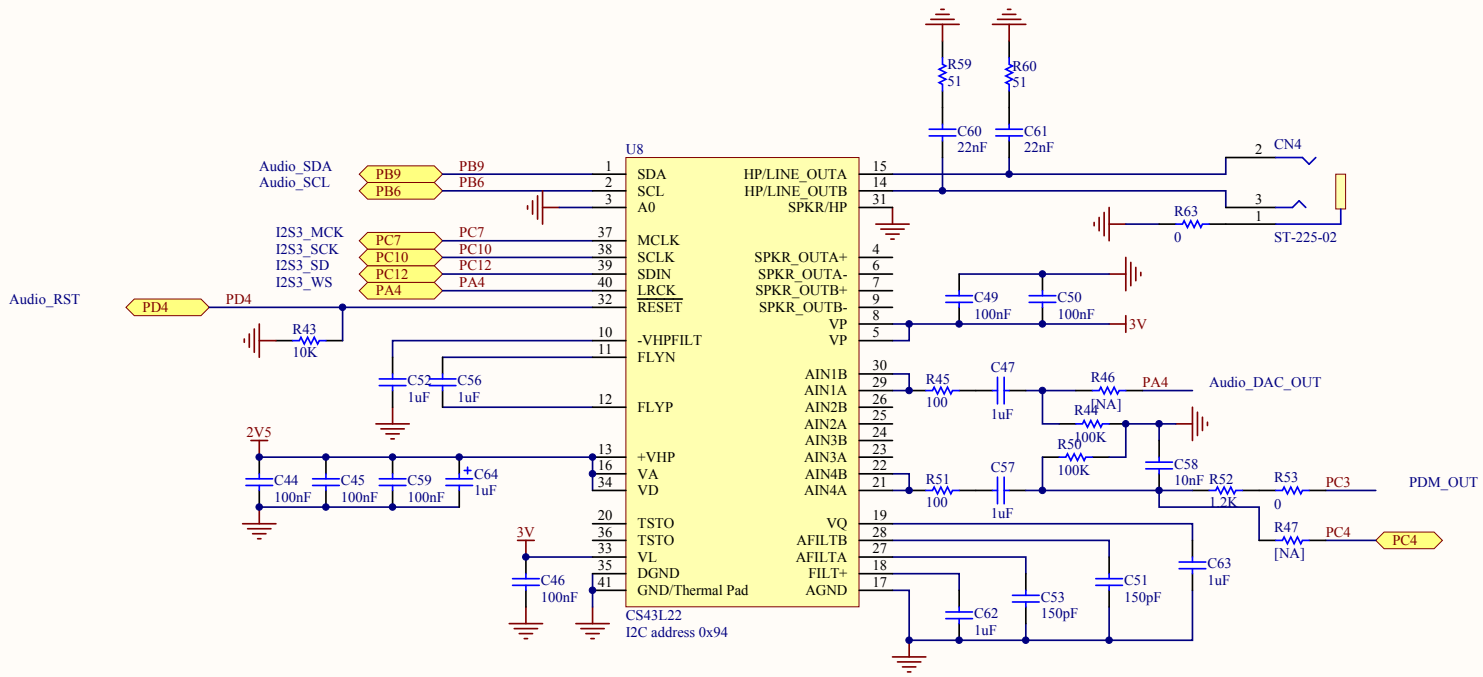 R59
51
R60
51
C60
22nF
C61
22nF
U8
CN4
Audio_SDA
PB9
PB9
1
SDA
HP/LINE_OUTA
15
2
Audio_SCL
PB6
PB6
2
SCL
HP/LINE_OUTB
14
3
A0
SPKR/HP
31
3
R63
0
1
ST-225-02
I2S3_MCK
PC7
PC7
37
MCLK
I2S3_SCK
PC10
PC10
38
SCLK
SPKR_OUTA+
4
I2S3_SD
PC12
PC12
39
SDIN
SPKR_OUTA-
6
I2S3_WS
PA4
PA4
40
LRCK
SPKR_OUTB+
7
Audio_RST
PD4
PD4
32
RESET
SPKR_OUTB-
9
C49
100nF
C50
100nF
VP
8
3V
R43
10K
10
-VHPFILT
VP
5
11
FLYN
C52
1uF
C56
1uF
12
FLYP
AIN1B
30
AIN1A
29
R45
100
C47
1uF
R46
[NA]
PA4
Audio_DAC_OUT
AIN2B
26
AIN2A
25
R44
100K
AIN3B
24
R50
100K
2V5
13
+VHP
AIN3A
23
16
VA
AIN4B
22
34
VD
AIN4A
21
C44
100nF
C45
100nF
C59
100nF
+
C64
1uF
R51
100
C57
1uF
C58
10nF
R52
1.2K
R53
0
PC3
PDM_OUT
R47
[NA]
PC4
PC4
20
TSTO
VQ
19
36
TSTO
AFILTB
28
3V
33
VL
AFILTA
27
35
DGND
FILT+
18
41
GND/Thermal Pad
AGND
17
C46
100nF
C62
1uF
C53
150pF
C51
150pF
C63
1uF
CS43L22
I2C address 0x94